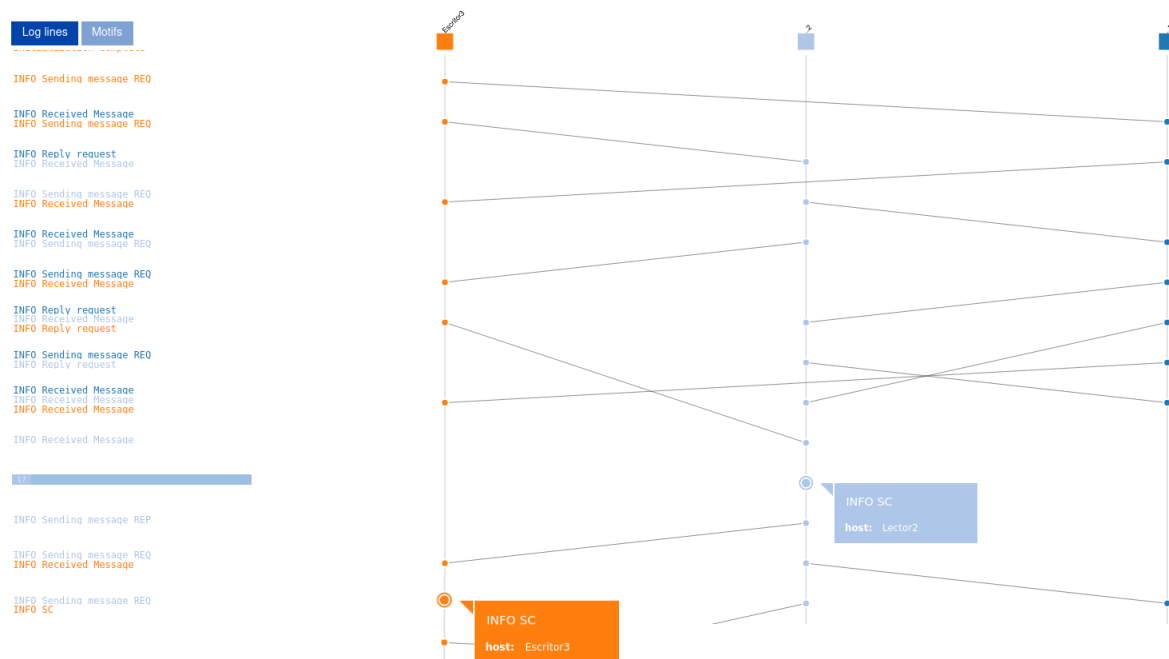 Log lines
Motifs
Escritor3
..2
INFO Sending message REQ
INFO Received Message
INFO Sending message REQ
INFO Reply request
INFO Received Message
INFO Sending message REQ
INFO Received Message
INFO Received Message
INFO Sending message REQ
INFO Sending message REQ
INFO Received Message
INFO Reply request
INFO Received Message
INFO Reply request
INFO Sending message REQ
INFO Reply request
INFO Received Message
INFO Received Message
INFO Received Message
INFO Received Message
17
INFO SC
host: Lector2
INFO Sending message REP
INFO Sending message REQ
INFO Received Message
INFO Sending message REQ
INFO SC
INFO SC
host: Escritor3